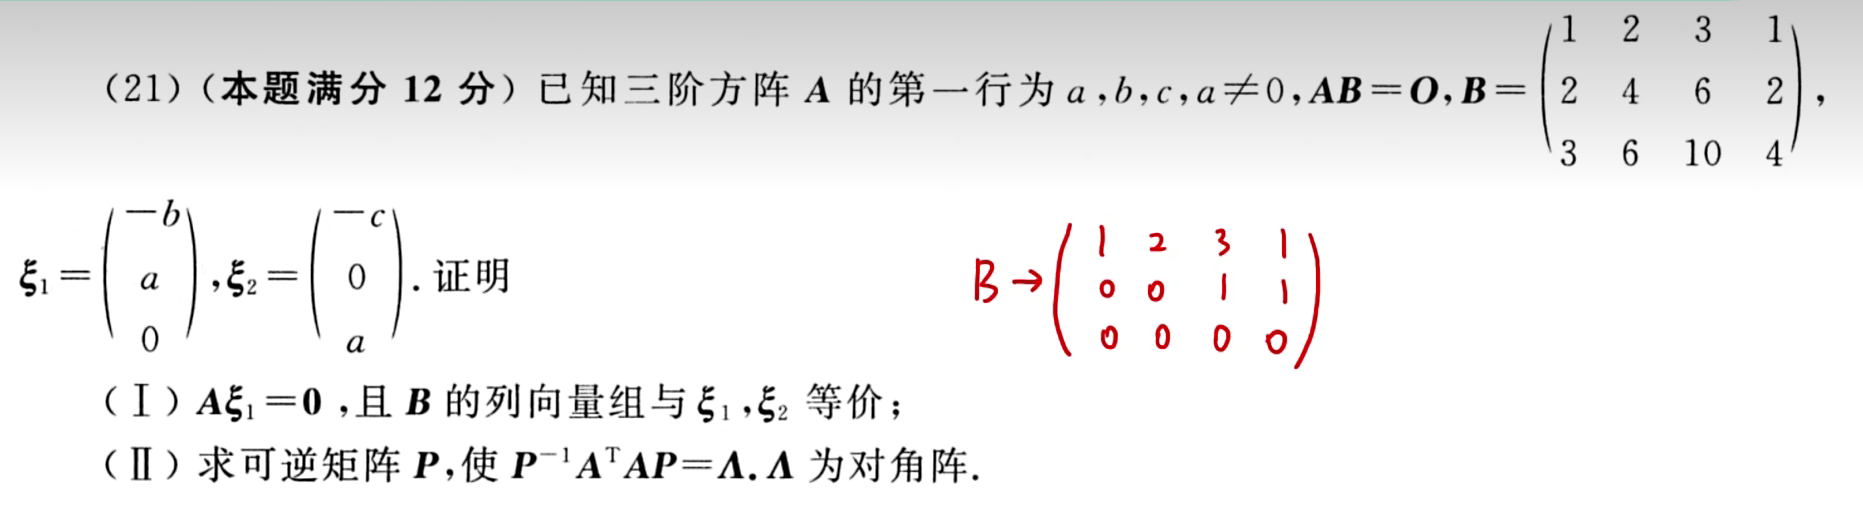 (21)(本题满分 12 分)已知三阶方阵 A 的第一行为 a,b,c,a≠0,AB=O,B=
1 2 3 1
2 4 6 2
3 6 10 4
,
ξ₁=
−b
a
0
,ξ₂=
−c
0
a
.证明
B→
1 2 3 1
0 0 1 1
0 0 0 0
(Ⅰ)Aξ₁=0,且 B 的列向量组与 ξ₁,ξ₂ 等价;
(Ⅱ)求可逆矩阵 P,使 P⁻¹AᵀAP=Λ.Λ 为对角阵.